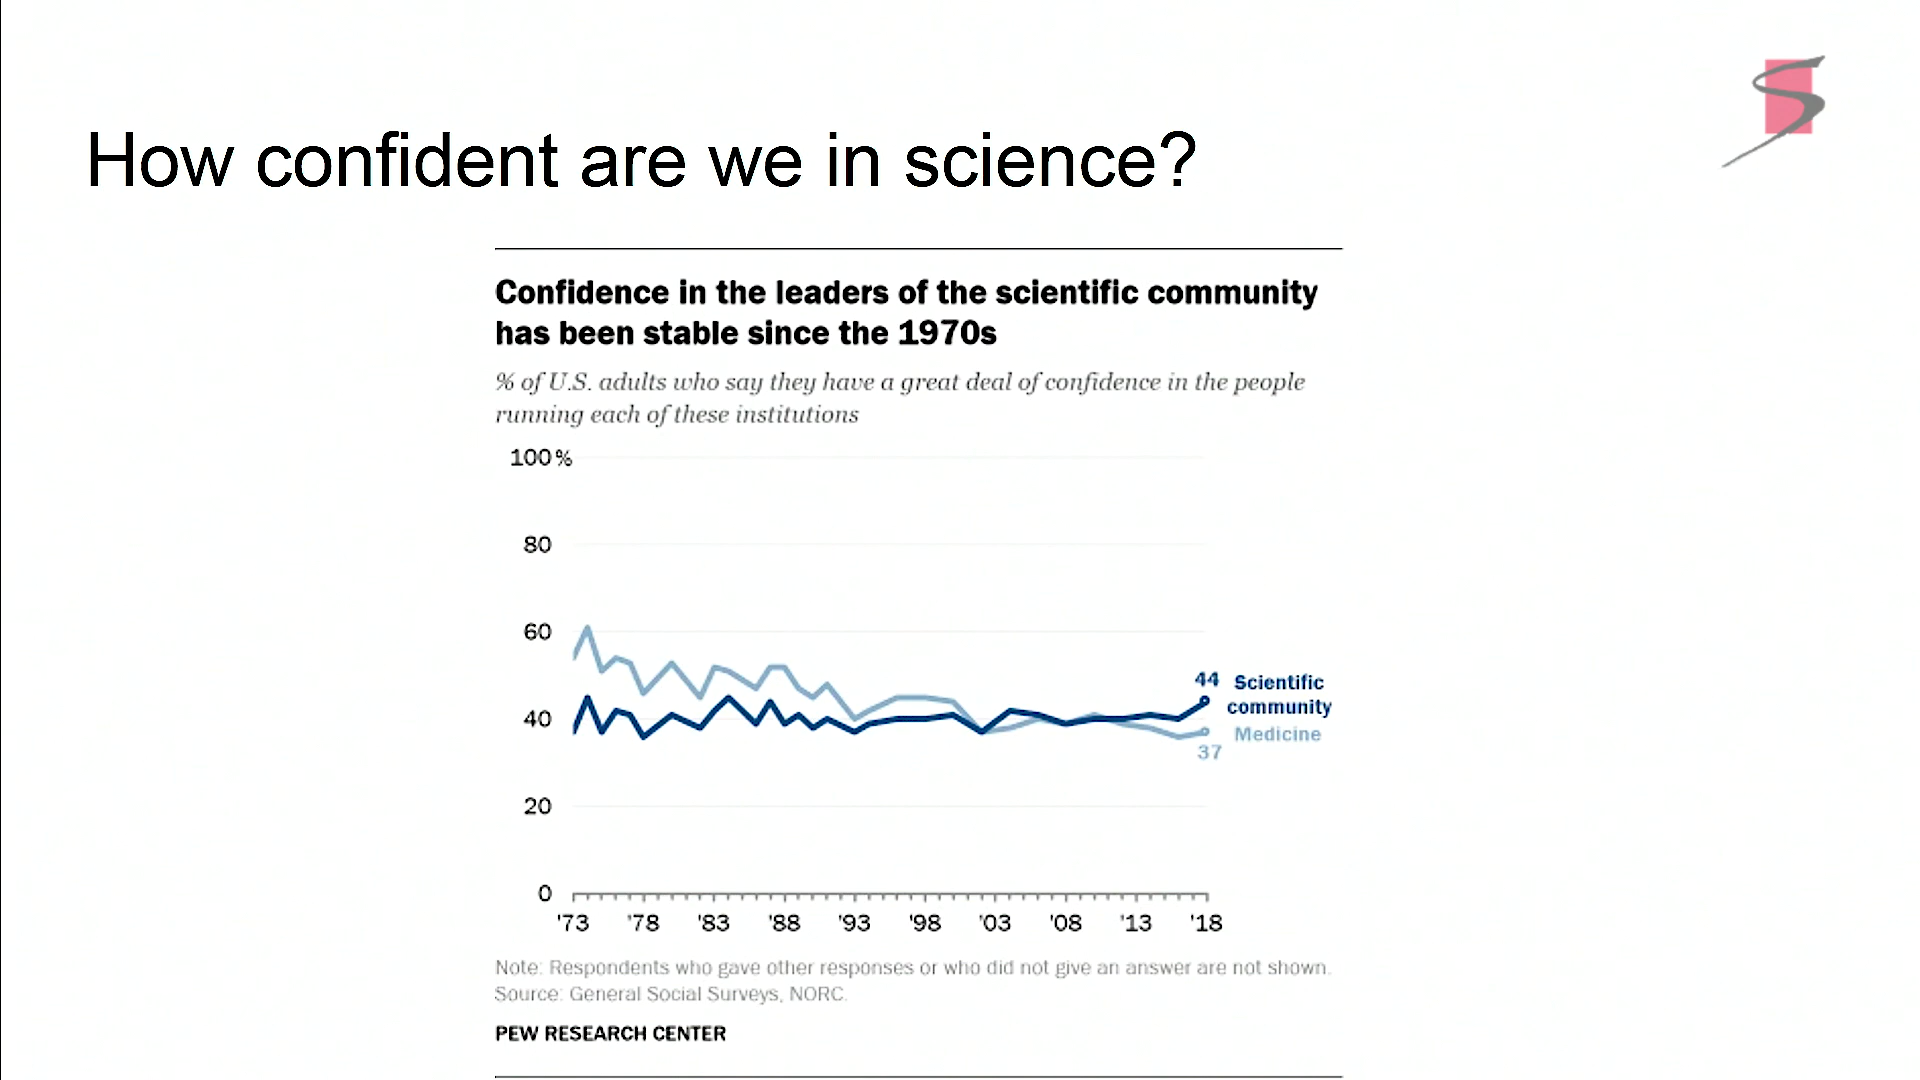 How confident are we in science?
Confidence in the leaders of the scientific community
has been stable since the 1970s
% of U.S. adults who say they have a great deal of confidence in the people
running each of these institutions
100%
80
60
40
20
0
44 Scientific
community
Medicine
37
'73 '78 '83 '88 '93 '98 '03 '08 '13 '18
Note: Respondents who gave other responses or who did not give an answer are not shown.
Source: General Social Surveys, NORC.
PEW RESEARCH CENTER